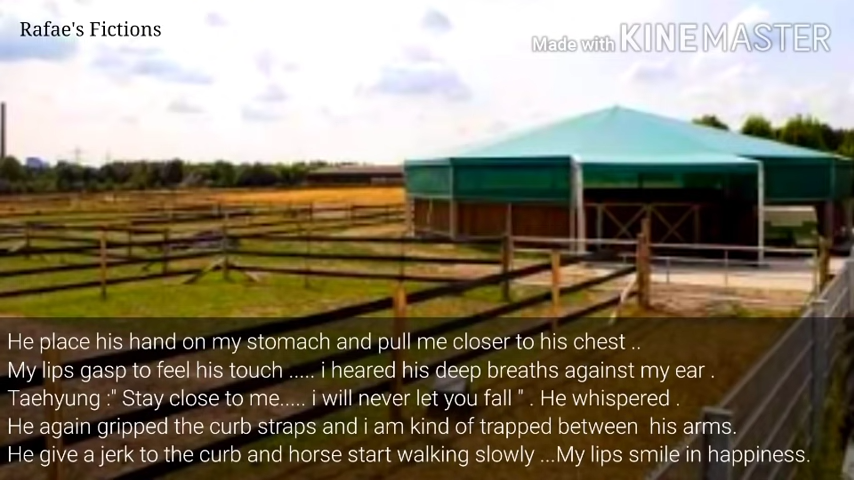 Rafae's Fictions
Made with KINEMASTER
He place his hand on my stomach and pull me closer to his chest ..
My lips gasp to feel his touch ..... i heared his deep breaths against my ear .
Taehyung :" Stay close to me..... i will never let you fall " . He whispered .
He again gripped the curb straps and i am kind of trapped between his arms.
He give a jerk to the curb and horse start walking slowly ...My lips smile in happiness.